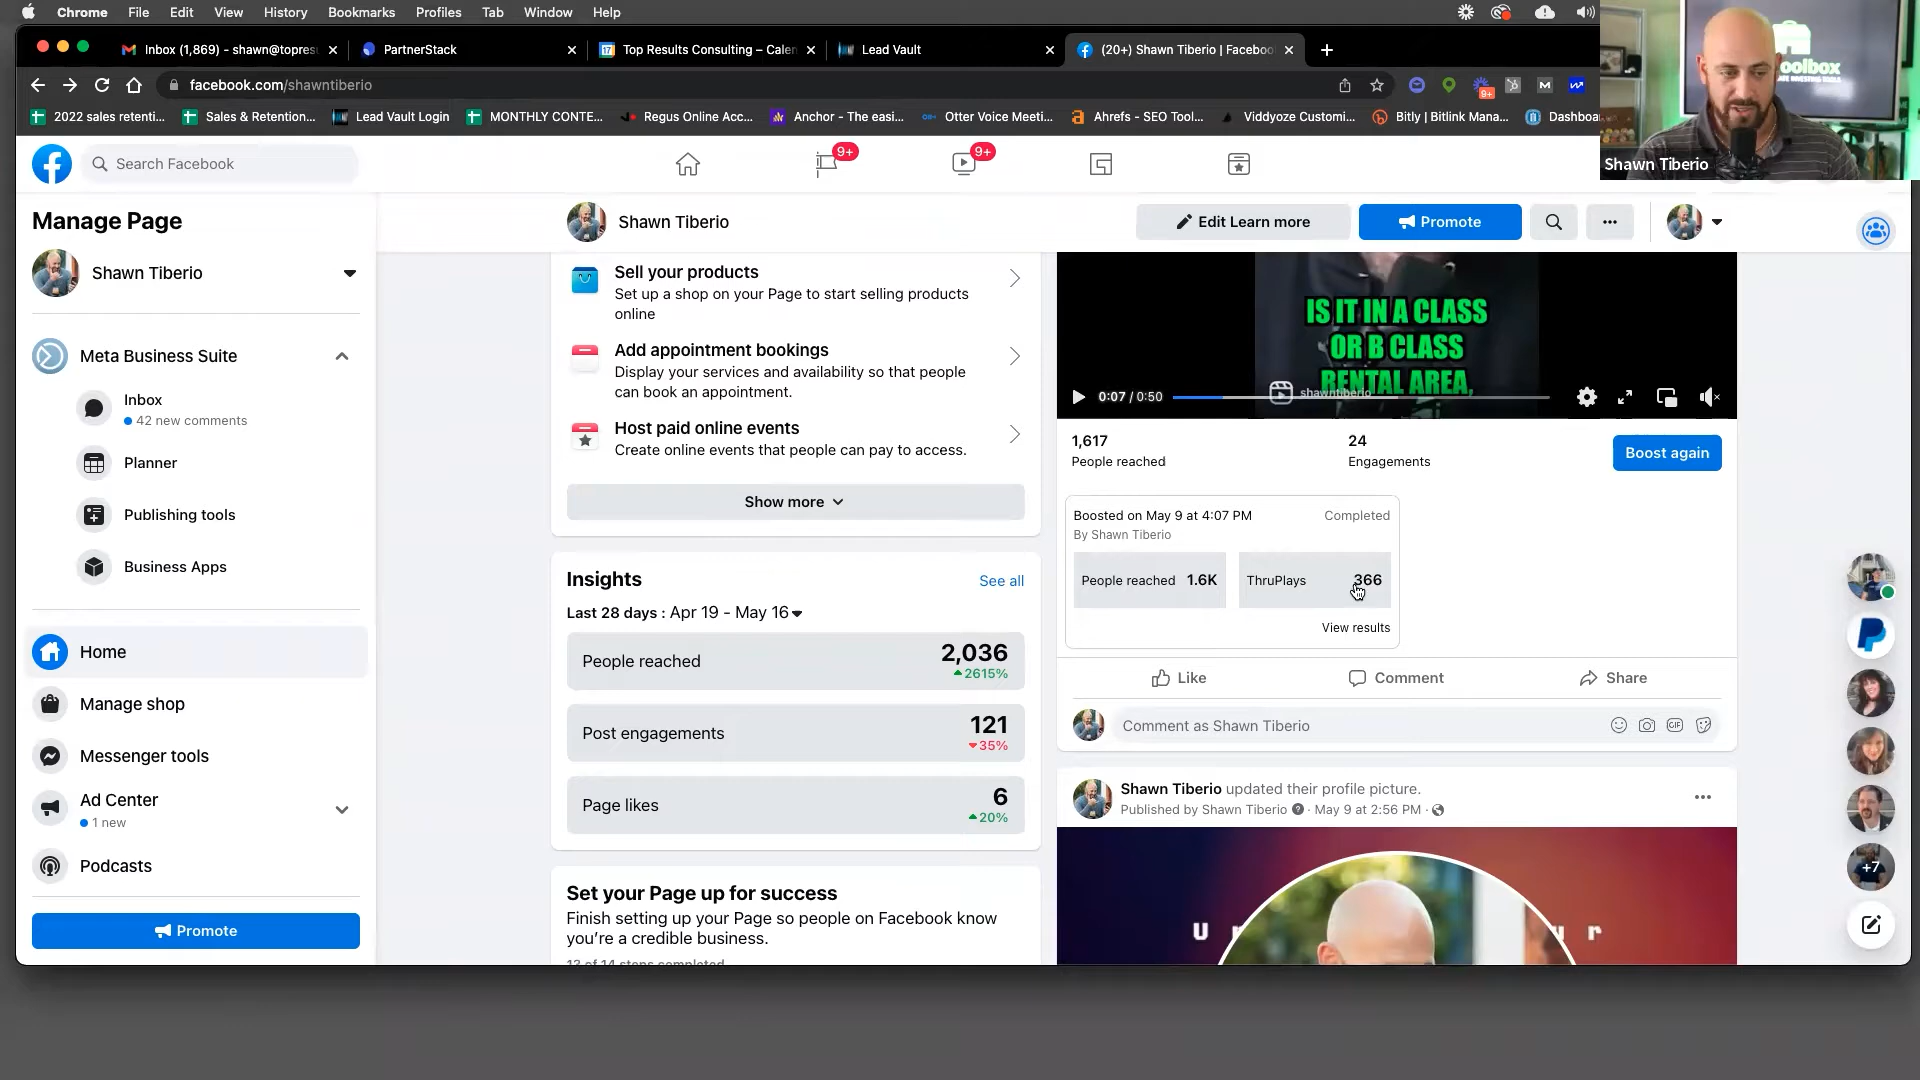 Chrome File Edit View History Bookmarks Profiles Tab Window Help
Inbox (1,869) - shawn@topres
PartnerStack
Top Results Consulting – Calen
Lead Vault
(20+) Shawn Tiberio | Facebook
facebook.com/shawntiberio
2022 sales retenti...
Sales & Retention...
Lead Vault Login
MONTHLY CONTE...
Regus Online Acc...
Anchor - The easi...
Otter Voice Meeti...
Ahrefs - SEO Tool...
Viddyoze Customi...
Bitly | Bitlink Mana...
Dashboa
9+
Shawn Tiberio
Search Facebook
9+
9+
Manage Page
Shawn Tiberio
Meta Business Suite
Inbox
42 new comments
Planner
Publishing tools
Business Apps
Home
Manage shop
Messenger tools
Ad Center
1 new
Podcasts
Promote
Shawn Tiberio
Edit Learn more
Promote
Sell your products
Set up a shop on your Page to start selling products
online
Add appointment bookings
Display your services and availability so that people
can book an appointment.
Host paid online events
Create online events that people can pay to access.
Show more
Insights
See all
Last 28 days : Apr 19 - May 16
People reached
2,036
2615%
Post engagements
121
35%
Page likes
6
20%
Set your Page up for success
Finish setting up your Page so people on Facebook know
you're a credible business.
13 of 14 steps completed
IS IT IN A CLASS
OR B CLASS
RENTAL AREA,
shawntiberio
0:07 / 0:50
1,617
People reached
24
Engagements
Boost again
Boosted on May 9 at 4:07 PM
Completed
By Shawn Tiberio
People reached 1.6K
ThruPlays 366
View results
Like
Comment
Share
Comment as Shawn Tiberio
GIF
Shawn Tiberio updated their profile picture.
Published by Shawn Tiberio · May 9 at 2:56 PM ·
+7